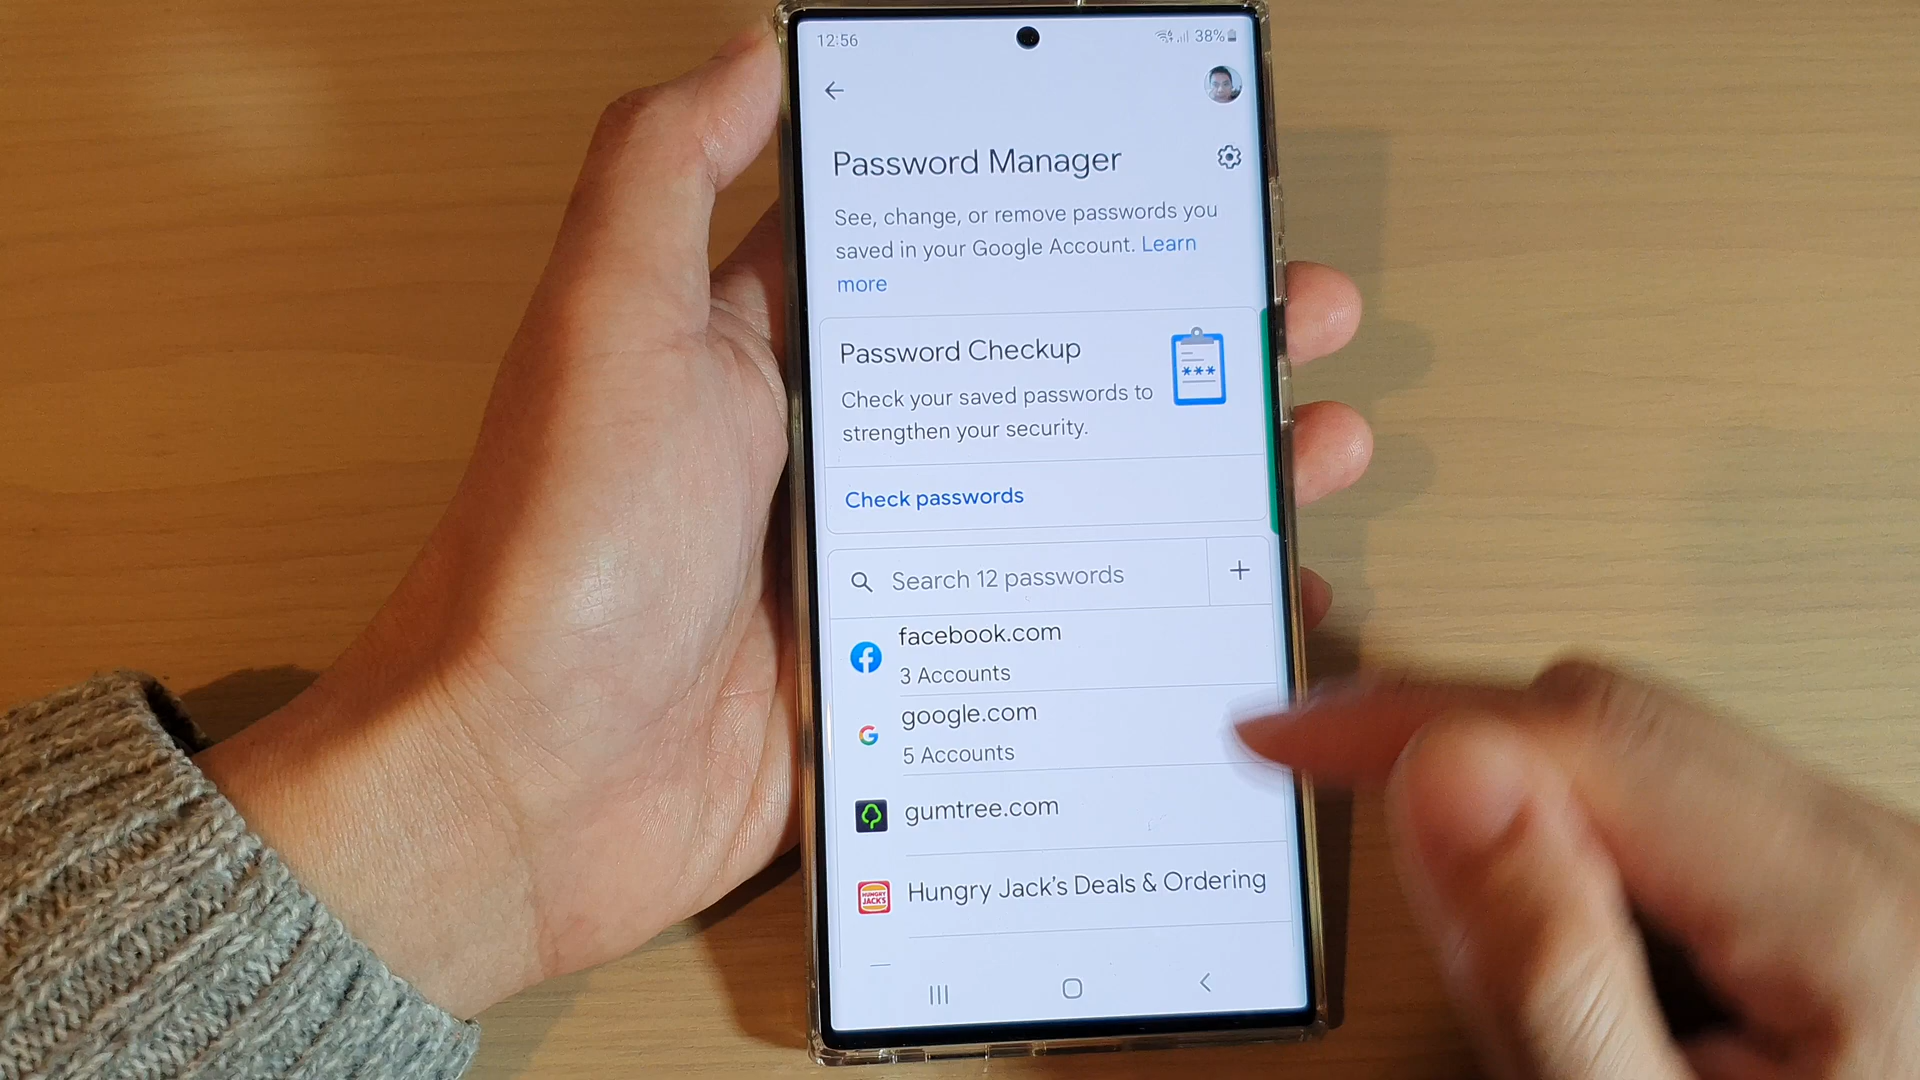 12:56
38%
Password Manager
See, change, or remove passwords you
saved in your Google Account. Learn
more
Password Checkup
Check your saved passwords to
strengthen your security.
***
Check passwords
Search 12 passwords
+
facebook.com
3 Accounts
google.com
5 Accounts
gumtree.com
HUNGRY
JACK'S
Hungry Jack's Deals & Ordering